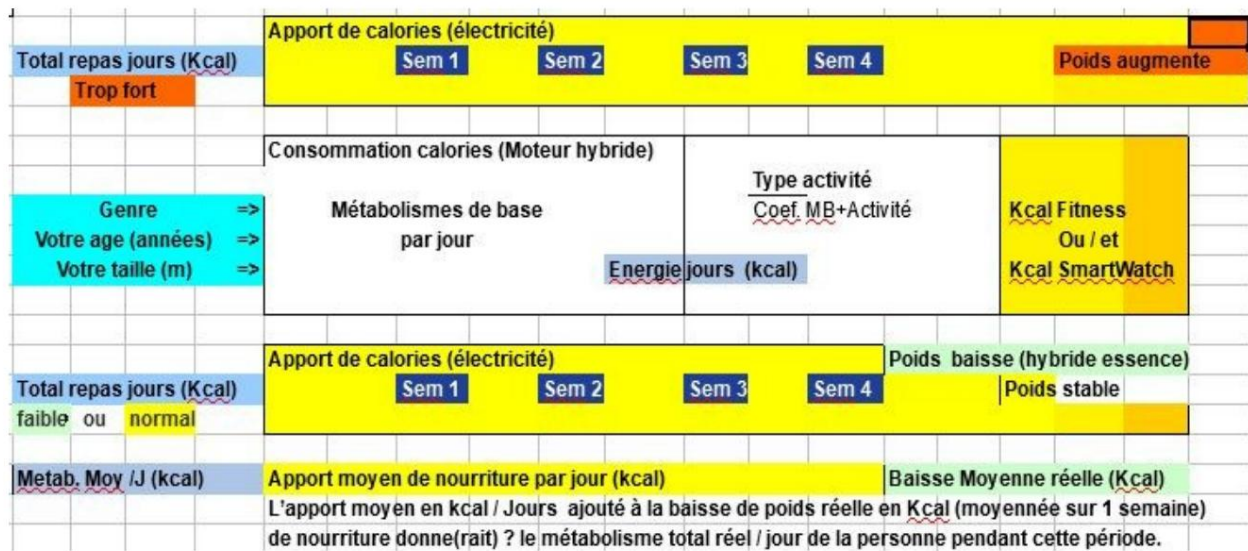 Apport de calories (électricité)
Total repas jours (Kcal) Sem 1 Sem 2 Sem 3 Sem 4 Poids augmente
Trop fort
Consommation calories (Moteur hybride)
Type activité
Genre => Métabolismes de base Coef. MB+Activité Kcal Fitness
Votre age (années) => par jour Ou / et
Votre taille (m) => Energie jours (kcal) Kcal SmartWatch
Apport de calories (électricité) Poids baisse (hybride essence)
Total repas jours (Kcal) Sem 1 Sem 2 Sem 3 Sem 4 Poids stable
faible ou normal
Metab. Moy /J (kcal) Apport moyen de nourriture par jour (kcal) Baisse Moyenne réelle (Kcal)
L'apport moyen en kcal / Jours ajouté à la baisse de poids réelle en Kcal (moyennée sur 1 semaine)
de nourriture donne(rait) ? le métabolisme total réel / jour de la personne pendant cette période.